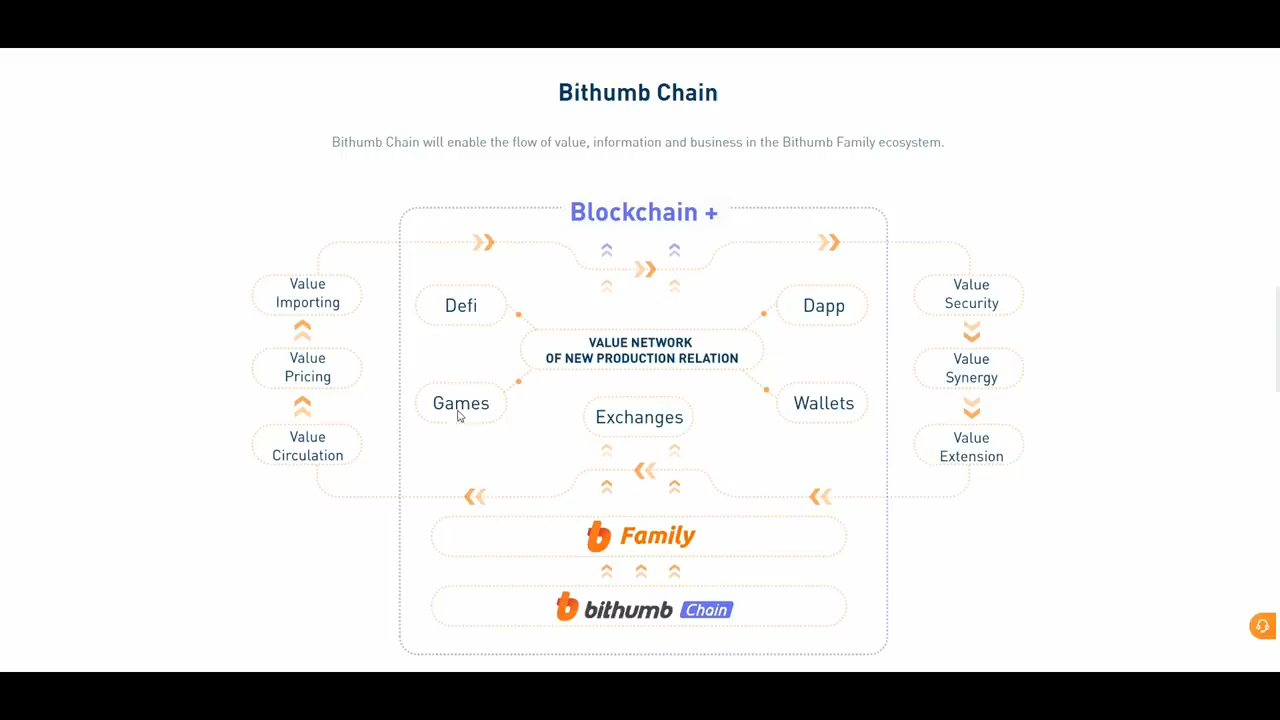 Bithumb Chain
Bithumb Chain will enable the flow of value, information and business in the Bithumb Family ecosystem.
Blockchain +
Value
Importing
Value
Pricing
Value
Circulation
Defi
Dapp
VALUE NETWORK
OF NEW PRODUCTION RELATION
Games
Exchanges
Wallets
Value
Security
Value
Synergy
Value
Extension
b Family
b bithumb Chain